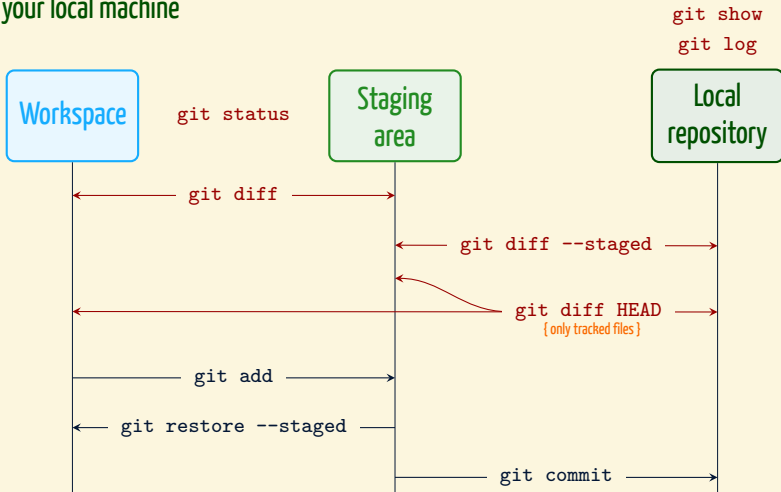 your local machine
git show
git log
Workspace
git status
Staging
area
Local
repository
git diff
git diff --staged
git diff HEAD
{ only tracked files }
git add
git restore --staged
git commit